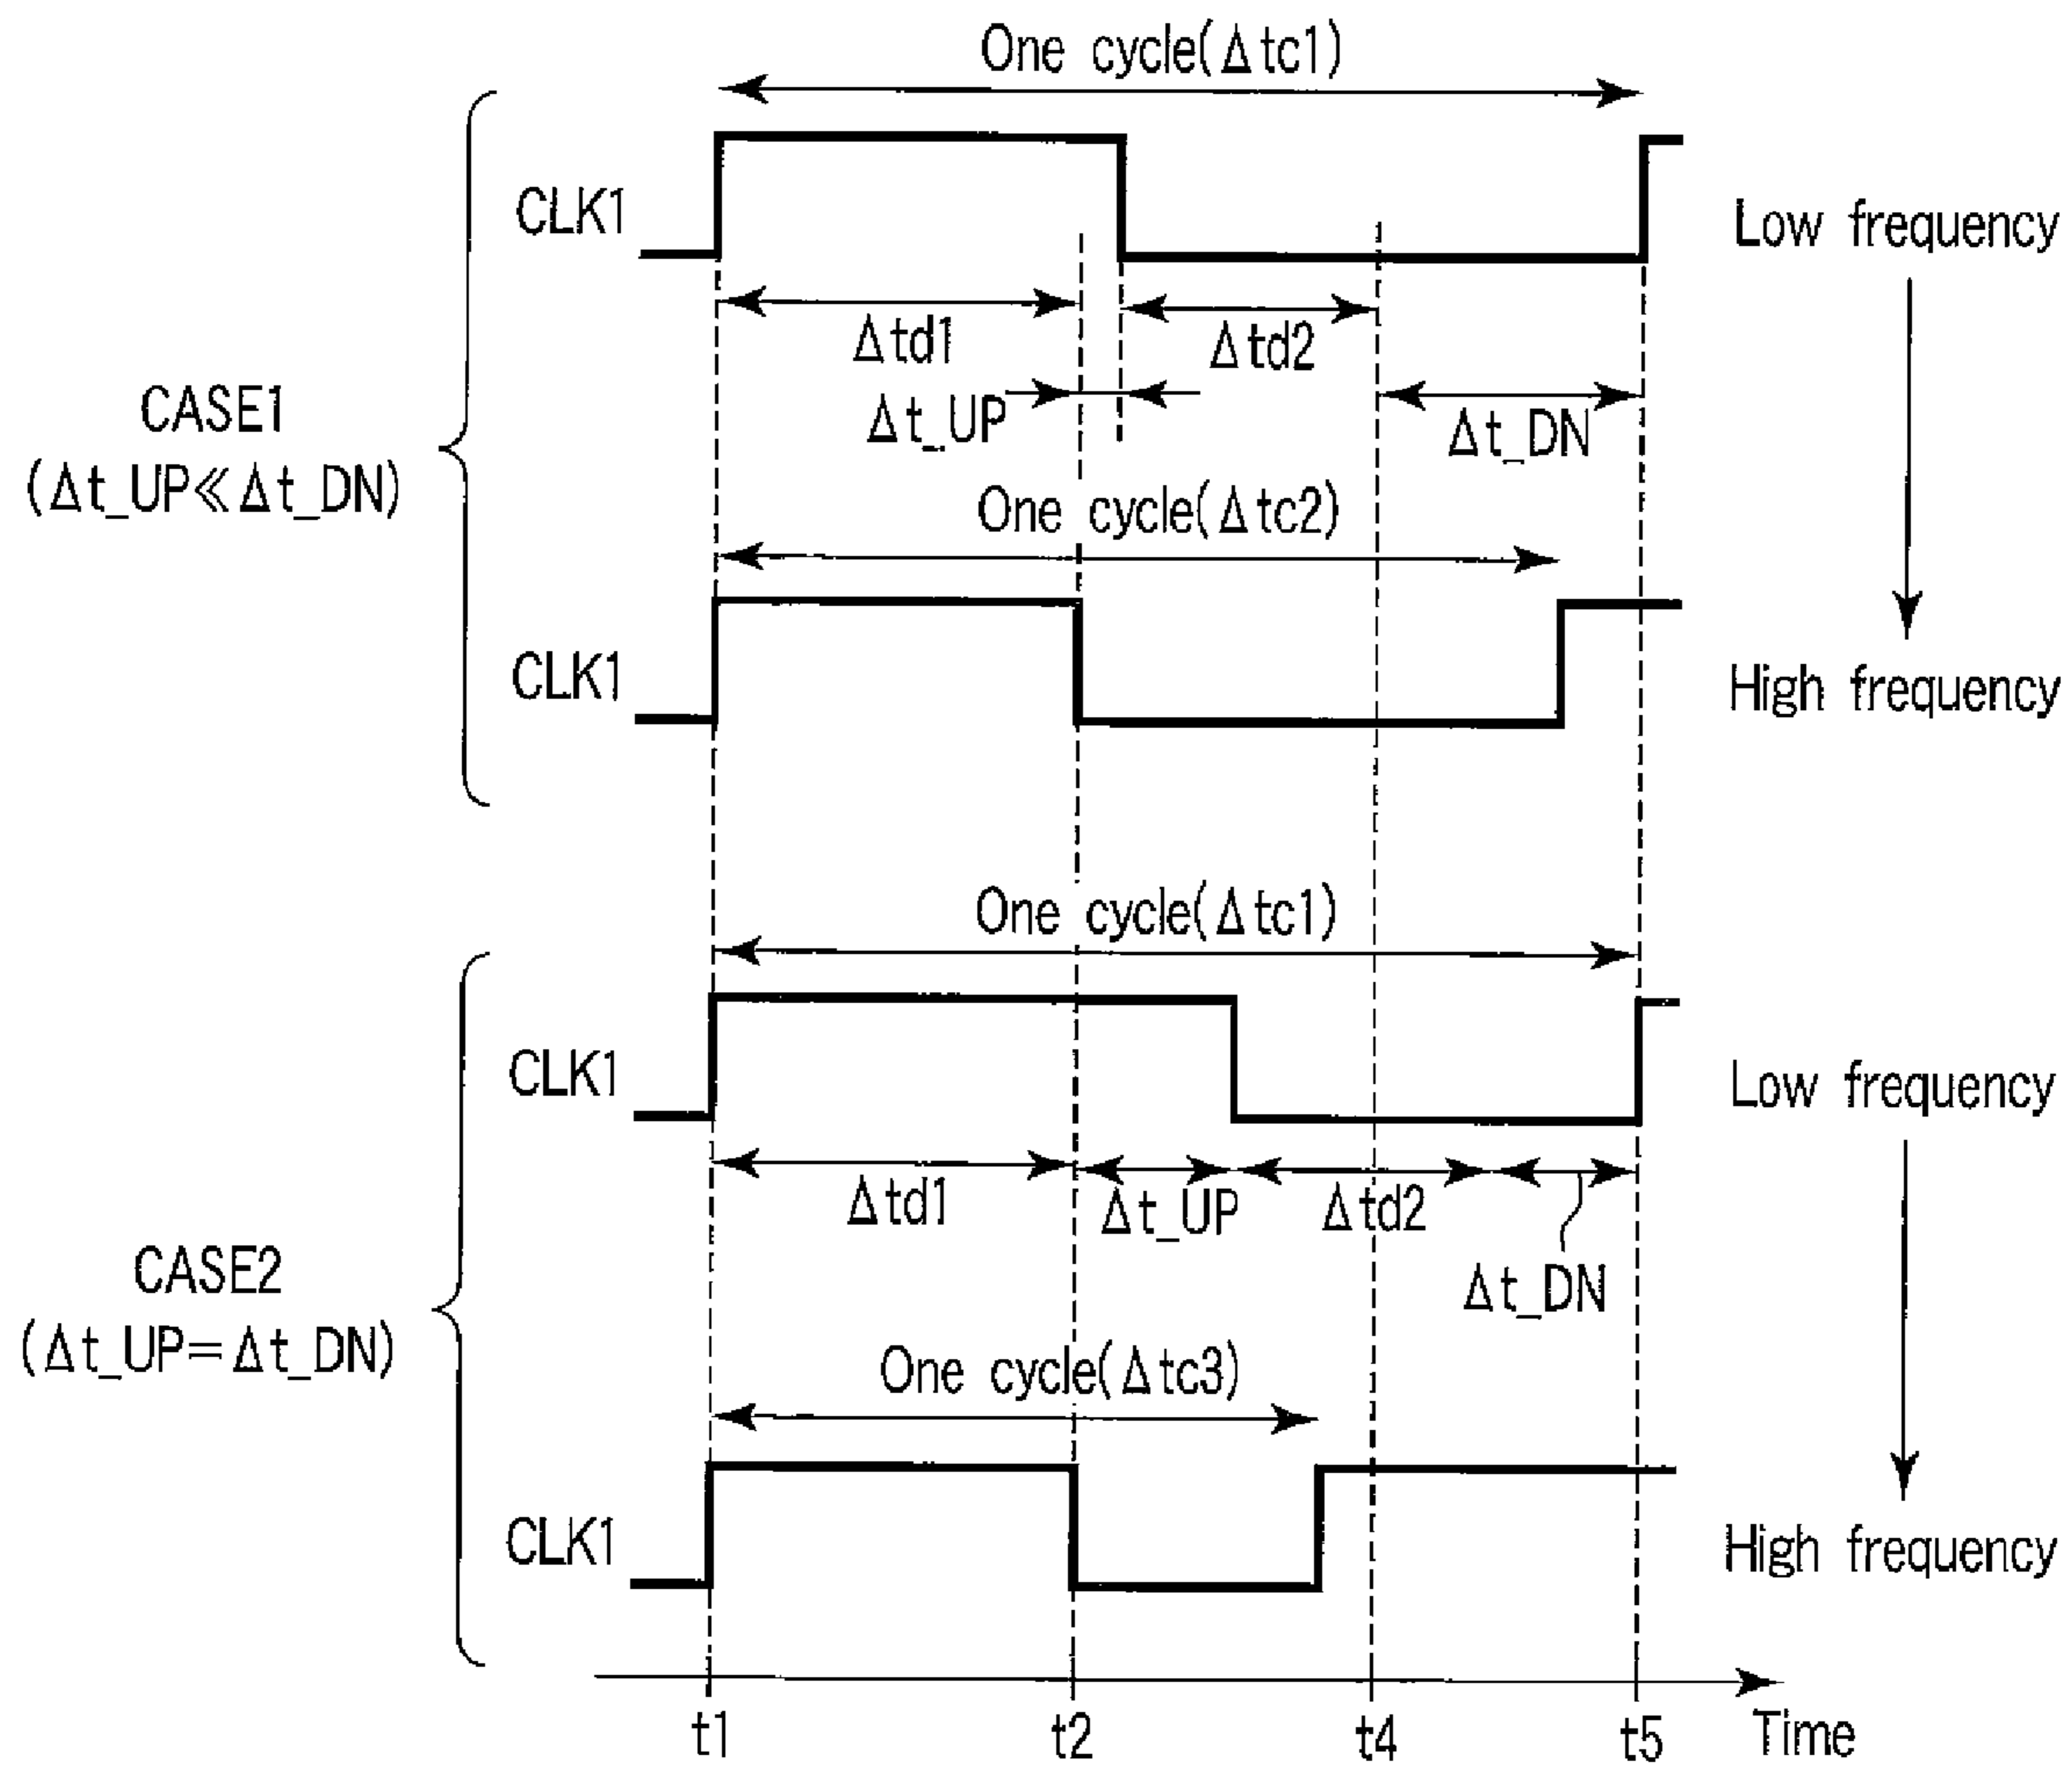 One cycle(Δtc1)
CLK1
Low frequency
Δtd1
Δtd2
Δt_UP
Δt_DN
CASE1
(Δt_UP≪Δt_DN)
One cycle(Δtc2)
CLK1
High frequency
One cycle(Δtc1)
CLK1
Low frequency
Δtd1
Δt_UP
Δtd2
Δt_DN
CASE2
(Δt_UP=Δt_DN)
One cycle(Δtc3)
CLK1
High frequency
t1
t2
t4
t5
Time